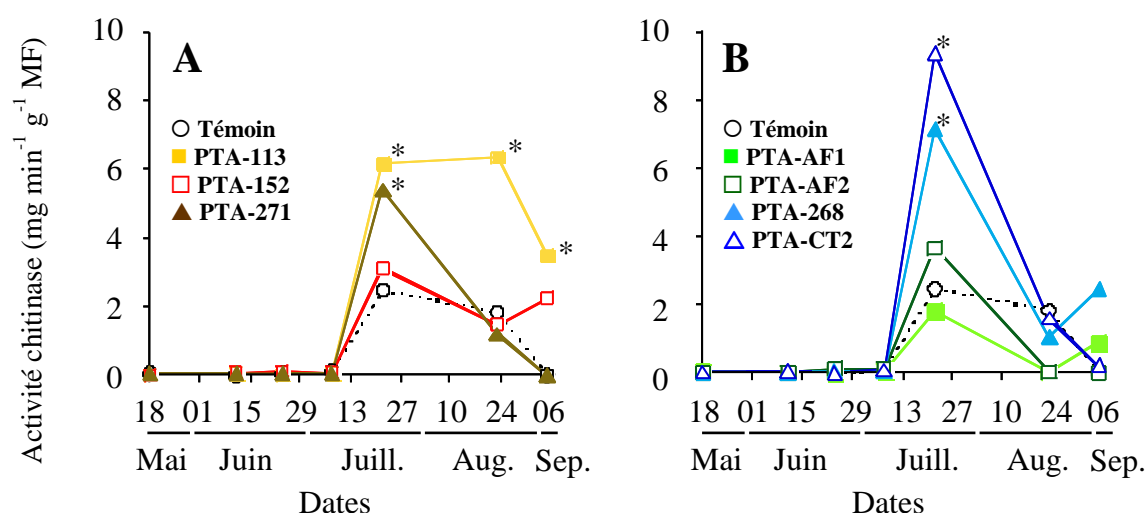 Activité chitinase (mg min-1 g-1 MF)
10
8
6
4
2
0
A
Témoin
PTA-113
PTA-152
PTA-271
*
*
*
*
18 01 15 29 13 27 10 24 06
Mai Juin Juill. Aug. Sep.
Dates
10
8
6
4
2
0
B
Témoin
PTA-AF1
PTA-AF2
PTA-268
PTA-CT2
*
*
18 01 15 29 13 27 10 24 06
Mai Juin Juill. Aug. Sep.
Dates